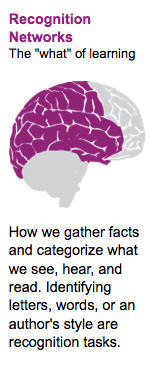 Recognition
Networks
The "what" of learning
How we gather facts
and categorize what
we see, hear, and
read. Identifying
letters, words, or an
author's style are
recognition tasks.